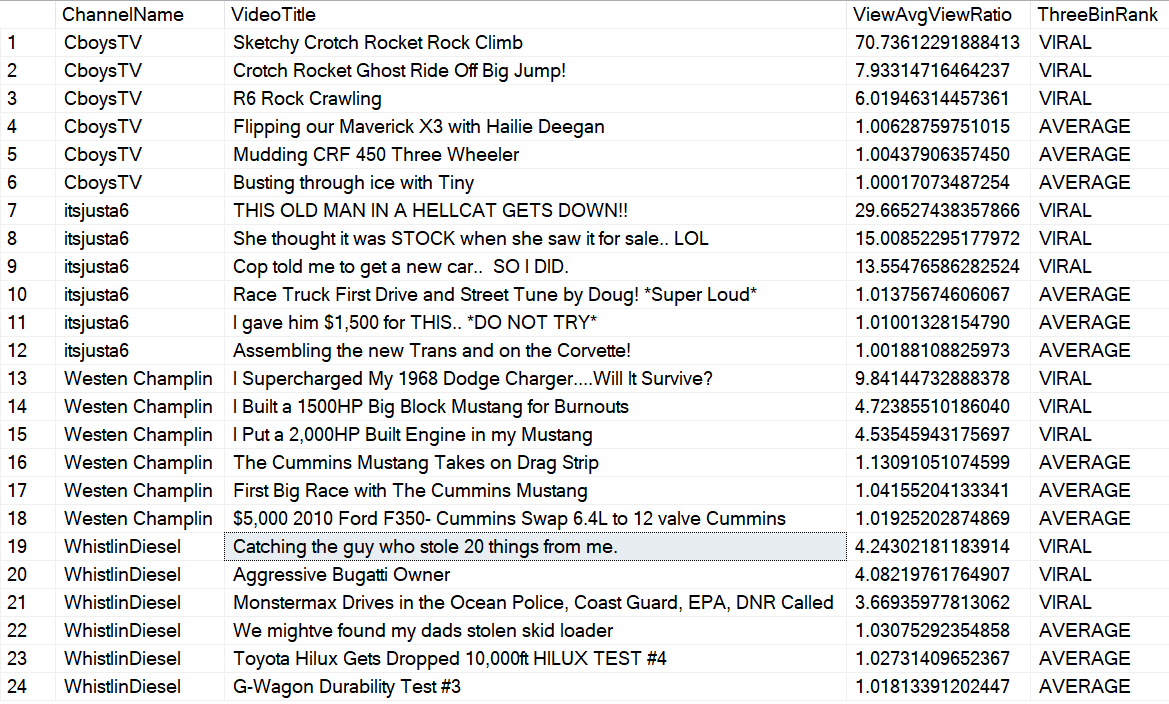 ChannelName VideoTitle ViewAvgViewRatio ThreeBinRank
1 CboysTV Sketchy Crotch Rocket Rock Climb 70.73612291888413 VIRAL
2 CboysTV Crotch Rocket Ghost Ride Off Big Jump! 7.93314716464237 VIRAL
3 CboysTV R6 Rock Crawling 6.01946314457361 VIRAL
4 CboysTV Flipping our Maverick X3 with Hailie Deegan 1.00628759751015 AVERAGE
5 CboysTV Mudding CRF 450 Three Wheeler 1.00437906357450 AVERAGE
6 CboysTV Busting through ice with Tiny 1.00017073487254 AVERAGE
7 itsjusta6 THIS OLD MAN IN A HELLCAT GETS DOWN!! 29.66527438357866 VIRAL
8 itsjusta6 She thought it was STOCK when she saw it for sale.. LOL 15.00852295177972 VIRAL
9 itsjusta6 Cop told me to get a new car..  SO I DID. 13.55476586282524 VIRAL
10 itsjusta6 Race Truck First Drive and Street Tune by Doug! *Super Loud* 1.01375674606067 AVERAGE
11 itsjusta6 I gave him $1,500 for THIS.. *DO NOT TRY* 1.01001328154790 AVERAGE
12 itsjusta6 Assembling the new Trans and on the Corvette! 1.00188108825973 AVERAGE
13 Westen Champlin I Supercharged My 1968 Dodge Charger....Will It Survive? 9.84144732888378 VIRAL
14 Westen Champlin I Built a 1500HP Big Block Mustang for Burnouts 4.72385510186040 VIRAL
15 Westen Champlin I Put a 2,000HP Built Engine in my Mustang 4.53545943175697 VIRAL
16 Westen Champlin The Cummins Mustang Takes on Drag Strip 1.13091051074599 AVERAGE
17 Westen Champlin First Big Race with The Cummins Mustang 1.04155204133341 AVERAGE
18 Westen Champlin $5,000 2010 Ford F350- Cummins Swap 6.4L to 12 valve Cummins 1.01925202874869 AVERAGE
19 WhistlinDiesel Catching the guy who stole 20 things from me. 4.24302181183914 VIRAL
20 WhistlinDiesel Aggressive Bugatti Owner 4.08219761764907 VIRAL
21 WhistlinDiesel Monstermax Drives in the Ocean Police, Coast Guard, EPA, DNR Called 3.66935977813062 VIRAL
22 WhistlinDiesel We mightve found my dads stolen skid loader 1.03075292354858 AVERAGE
23 WhistlinDiesel Toyota Hilux Gets Dropped 10,000ft HILUX TEST #4 1.02731409652367 AVERAGE
24 WhistlinDiesel G-Wagon Durability Test #3 1.01813391202447 AVERAGE